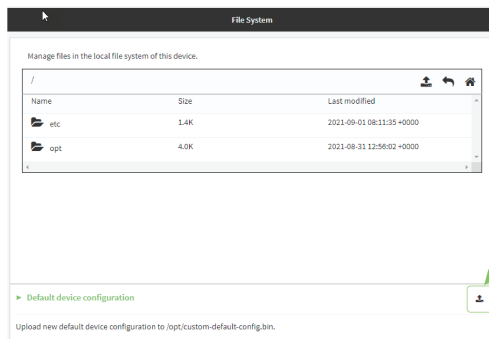 File System
Manage files in the local file system of this device.
/
Name Size Last modified
etc 1.4K 2021-09-01 08:11:35 +0000
opt 4.0K 2021-08-31 12:56:02 +0000
Default device configuration
Upload new default device configuration to /opt/custom-default-config.bin.